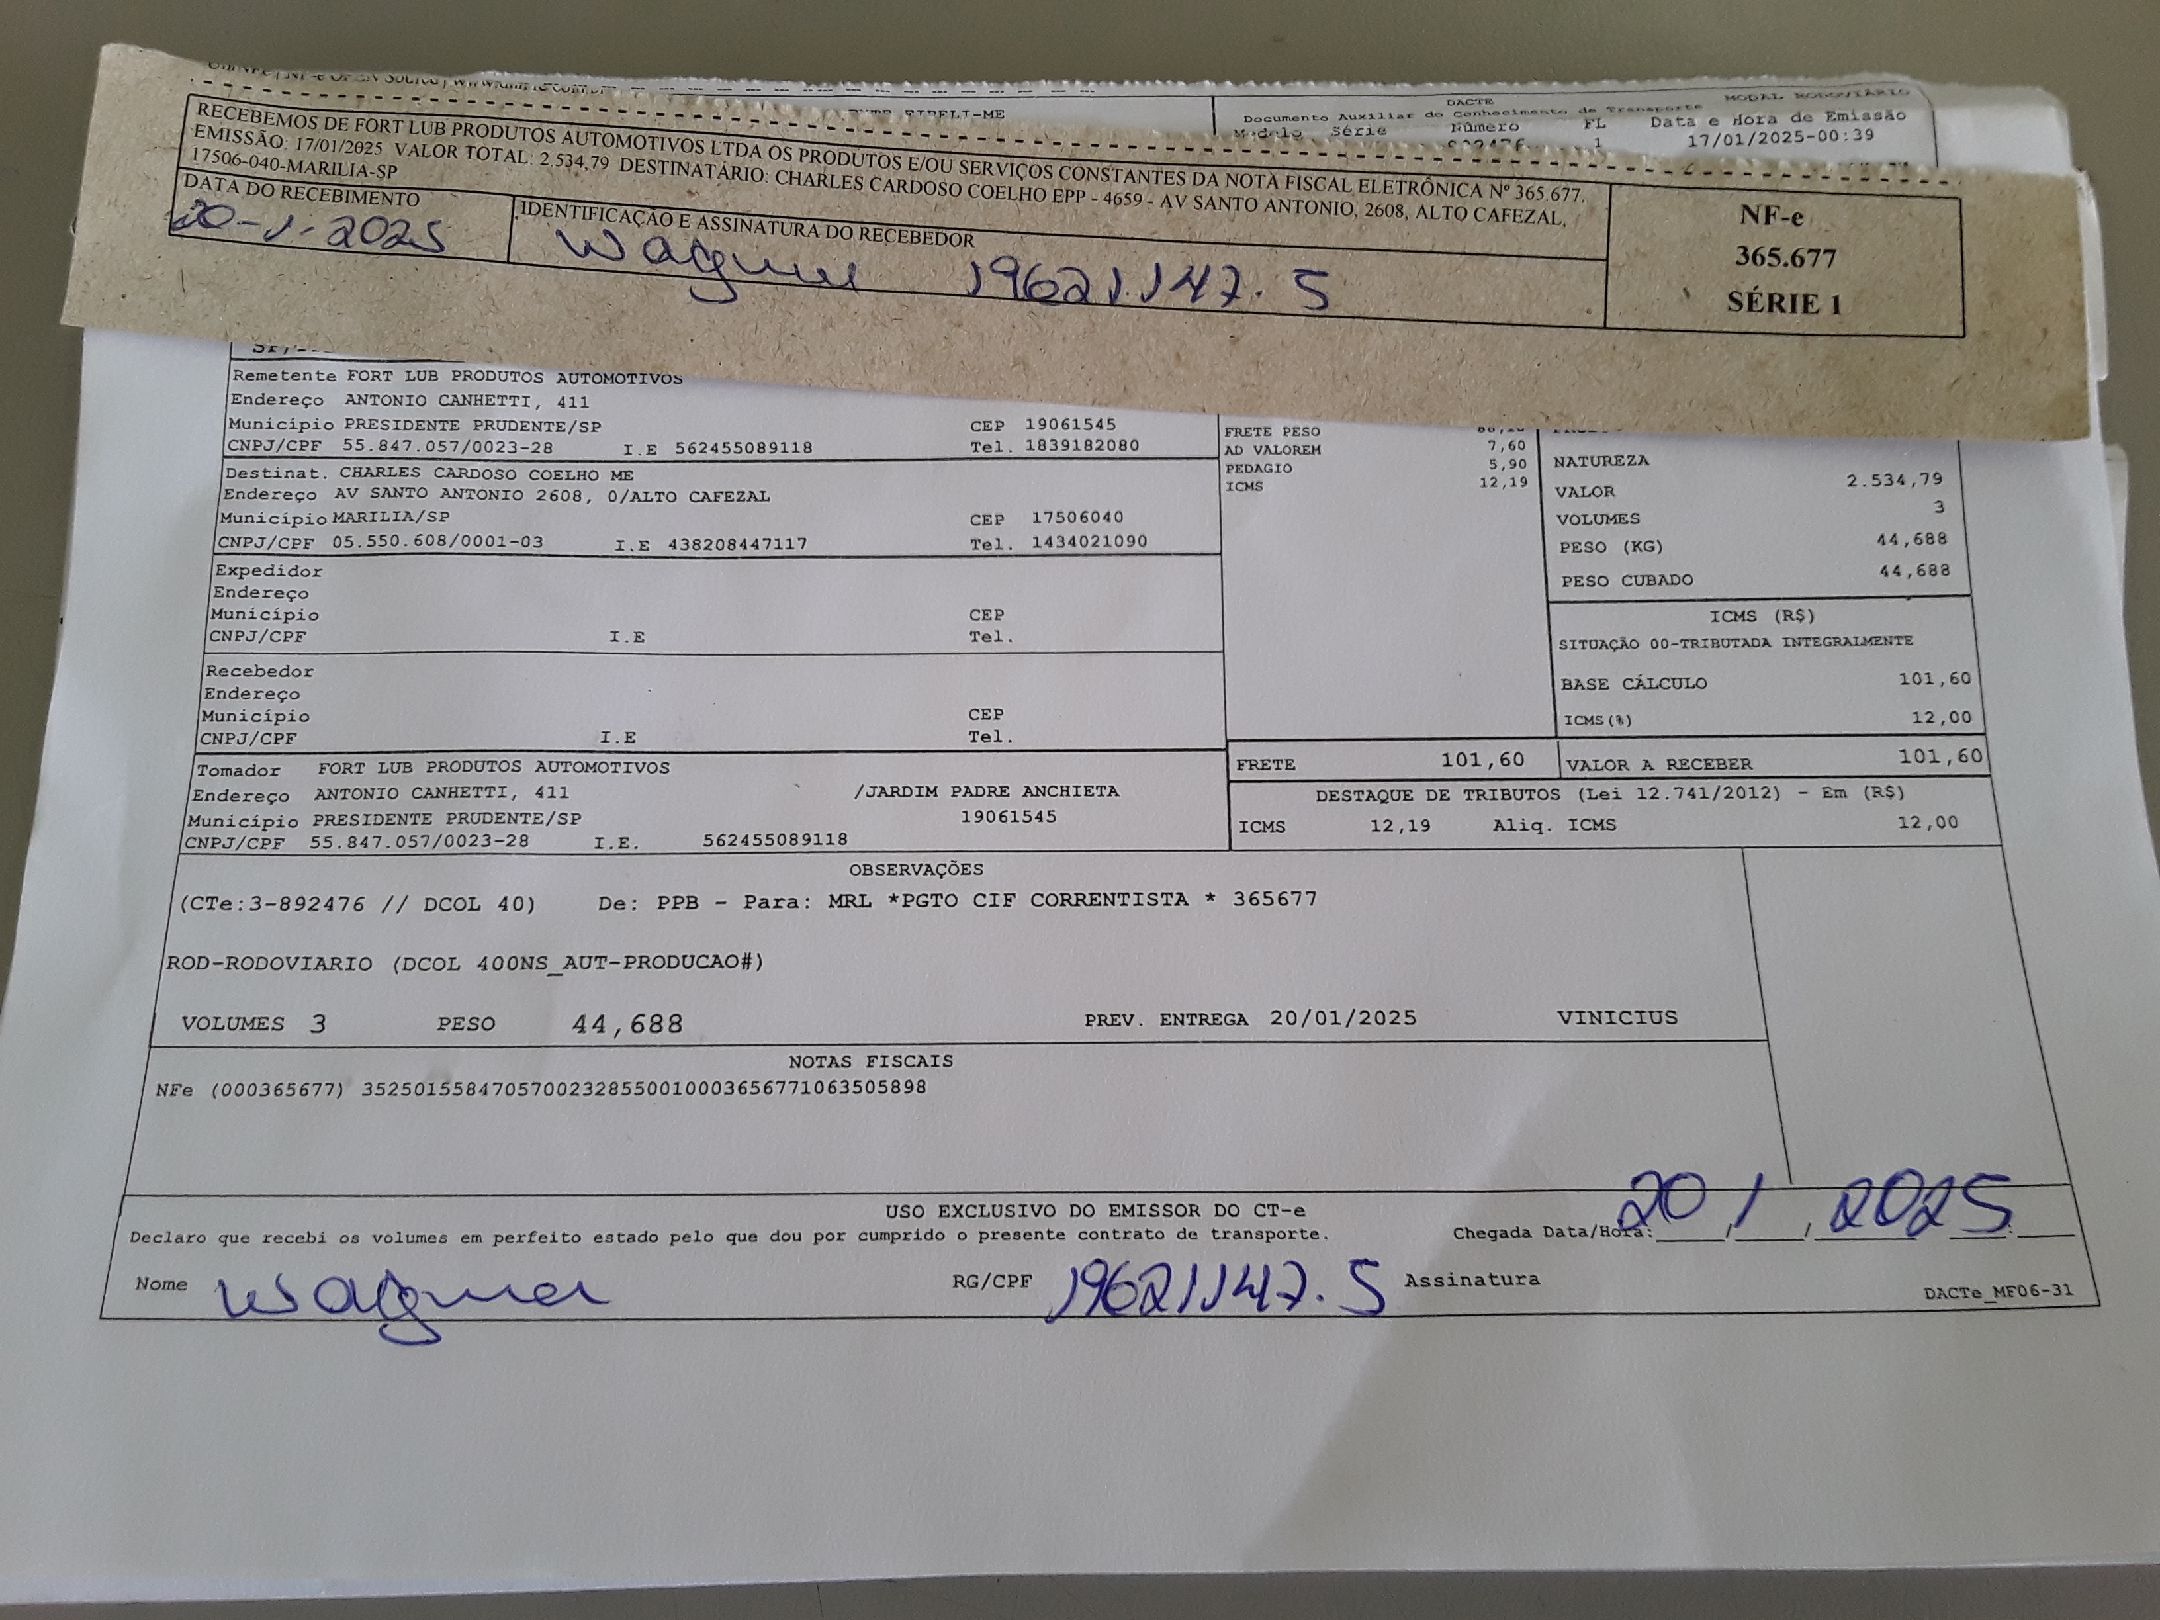 RECEBEMOS DE FORT LUB PRODUTOS AUTOMOTIVOS LTDA OS PRODUTOS E/OU SERVIÇOS CONSTANTES DA NOTA FISCAL ELETRÔNICA Nº 365.677.
EMISSÃO: 17/01/2025 VALOR TOTAL: 2.534,79 DESTINATÁRIO: CHARLES CARDOSO COELHO EPP - 4659 - AV SANTO ANTONIO, 2608, ALTO CAFEZAL,
17506-040-MARILIA-SP
DATA DO RECEBIMENTO
20-1-2025
IDENTIFICAÇÃO E ASSINATURA DO RECEBEDOR
Wagner 19621147.5
NF-e
365.677
SÉRIE 1
EIRELI-ME
DACTE
MODAL RODOVIÁRIO
Documento Auxiliar do Conhecimento de Transporte
Modelo Série Número FL Data e Hora de Emissão
1 17/01/2025-00:39
Remetente FORT LUB PRODUTOS AUTOMOTIVOS
Endereço ANTONIO CANHETTI, 411
Município PRESIDENTE PRUDENTE/SP CEP 19061545
CNPJ/CPF 55.847.057/0023-28 I.E 562455089118 Tel. 1839182080
Destinat. CHARLES CARDOSO COELHO ME
Endereço AV SANTO ANTONIO 2608, 0/ALTO CAFEZAL
Município MARILIA/SP CEP 17506040
CNPJ/CPF 05.550.608/0001-03 I.E 438208447117 Tel. 1434021090
Expedidor
Endereço
Município CEP
CNPJ/CPF I.E Tel.
Recebedor
Endereço
Município CEP
CNPJ/CPF I.E Tel.
Tomador FORT LUB PRODUTOS AUTOMOTIVOS
Endereço ANTONIO CANHETTI, 411 /JARDIM PADRE ANCHIETA
Município PRESIDENTE PRUDENTE/SP 19061545
CNPJ/CPF 55.847.057/0023-28 I.E. 562455089118
FRETE PESO
AD VALOREM 7,60
PEDAGIO 5,90
ICMS 12,19
NATUREZA
VALOR 2.534,79
VOLUMES 3
PESO (KG) 44,688
PESO CUBADO 44,688
ICMS (R$)
SITUAÇÃO 00-TRIBUTADA INTEGRALMENTE
BASE CÁLCULO 101,60
ICMS(%) 12,00
FRETE 101,60 VALOR A RECEBER 101,60
DESTAQUE DE TRIBUTOS (Lei 12.741/2012) - Em (R$)
ICMS 12,19 Aliq. ICMS 12,00
OBSERVAÇÕES
(CTe:3-892476 // DCOL 40) De: PPB - Para: MRL *PGTO CIF CORRENTISTA * 365677
ROD-RODOVIARIO (DCOL 400NS_AUT-PRODUCAO#)
VOLUMES 3 PESO 44,688 PREV. ENTREGA 20/01/2025 VINICIUS
NOTAS FISCAIS
NFe (000365677) 35250155847057002328550010003656771063505898
USO EXCLUSIVO DO EMISSOR DO CT-e
Declaro que recebi os volumes em perfeito estado pelo que dou por cumprido o presente contrato de transporte. Chegada Data/Hora: 20 / 1 / 2025
Nome Wagner RG/CPF 19621147.5 Assinatura
DACTe_MF06-31